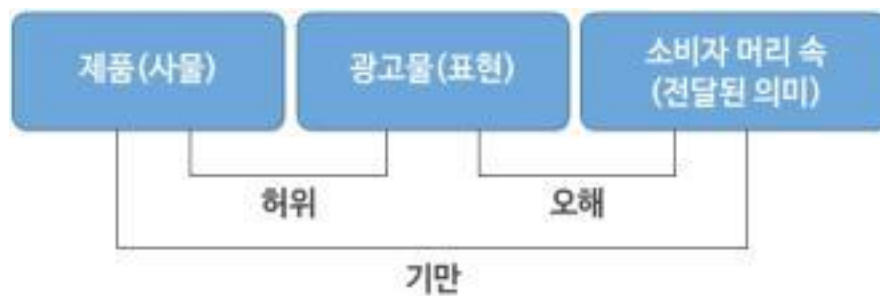 제품(사물)
광고물(표현)
소비자 머리 속
(전달된 의미)
허위
오해
기만